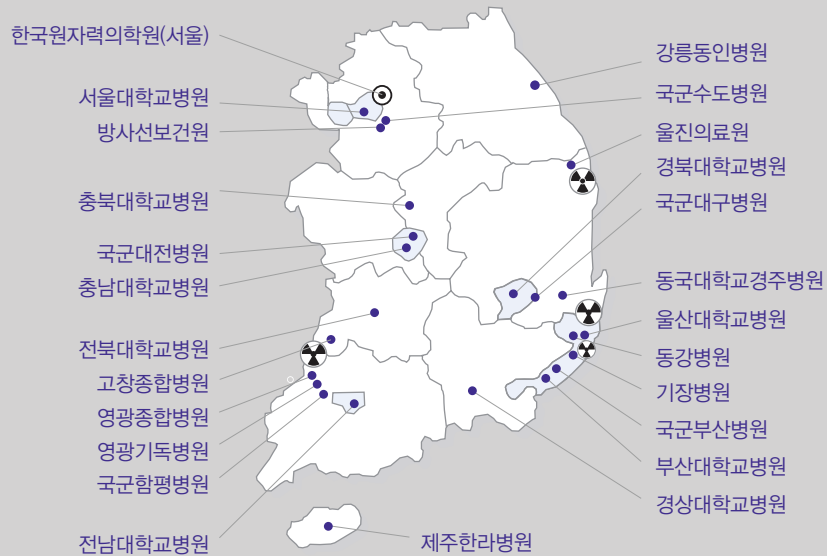 한국원자력의학원(서울)
서울대학교병원
방사선보건원
충북대학교병원
국군대전병원
충남대학교병원
전북대학교병원
고창종합병원
영광종합병원
영광기독병원
국군함평병원
전남대학교병원
강릉동인병원
국군수도병원
울진의료원
경북대학교병원
국군대구병원
동국대학교경주병원
울산대학교병원
동강병원
기장병원
국군부산병원
부산대학교병원
경상대학교병원
제주한라병원